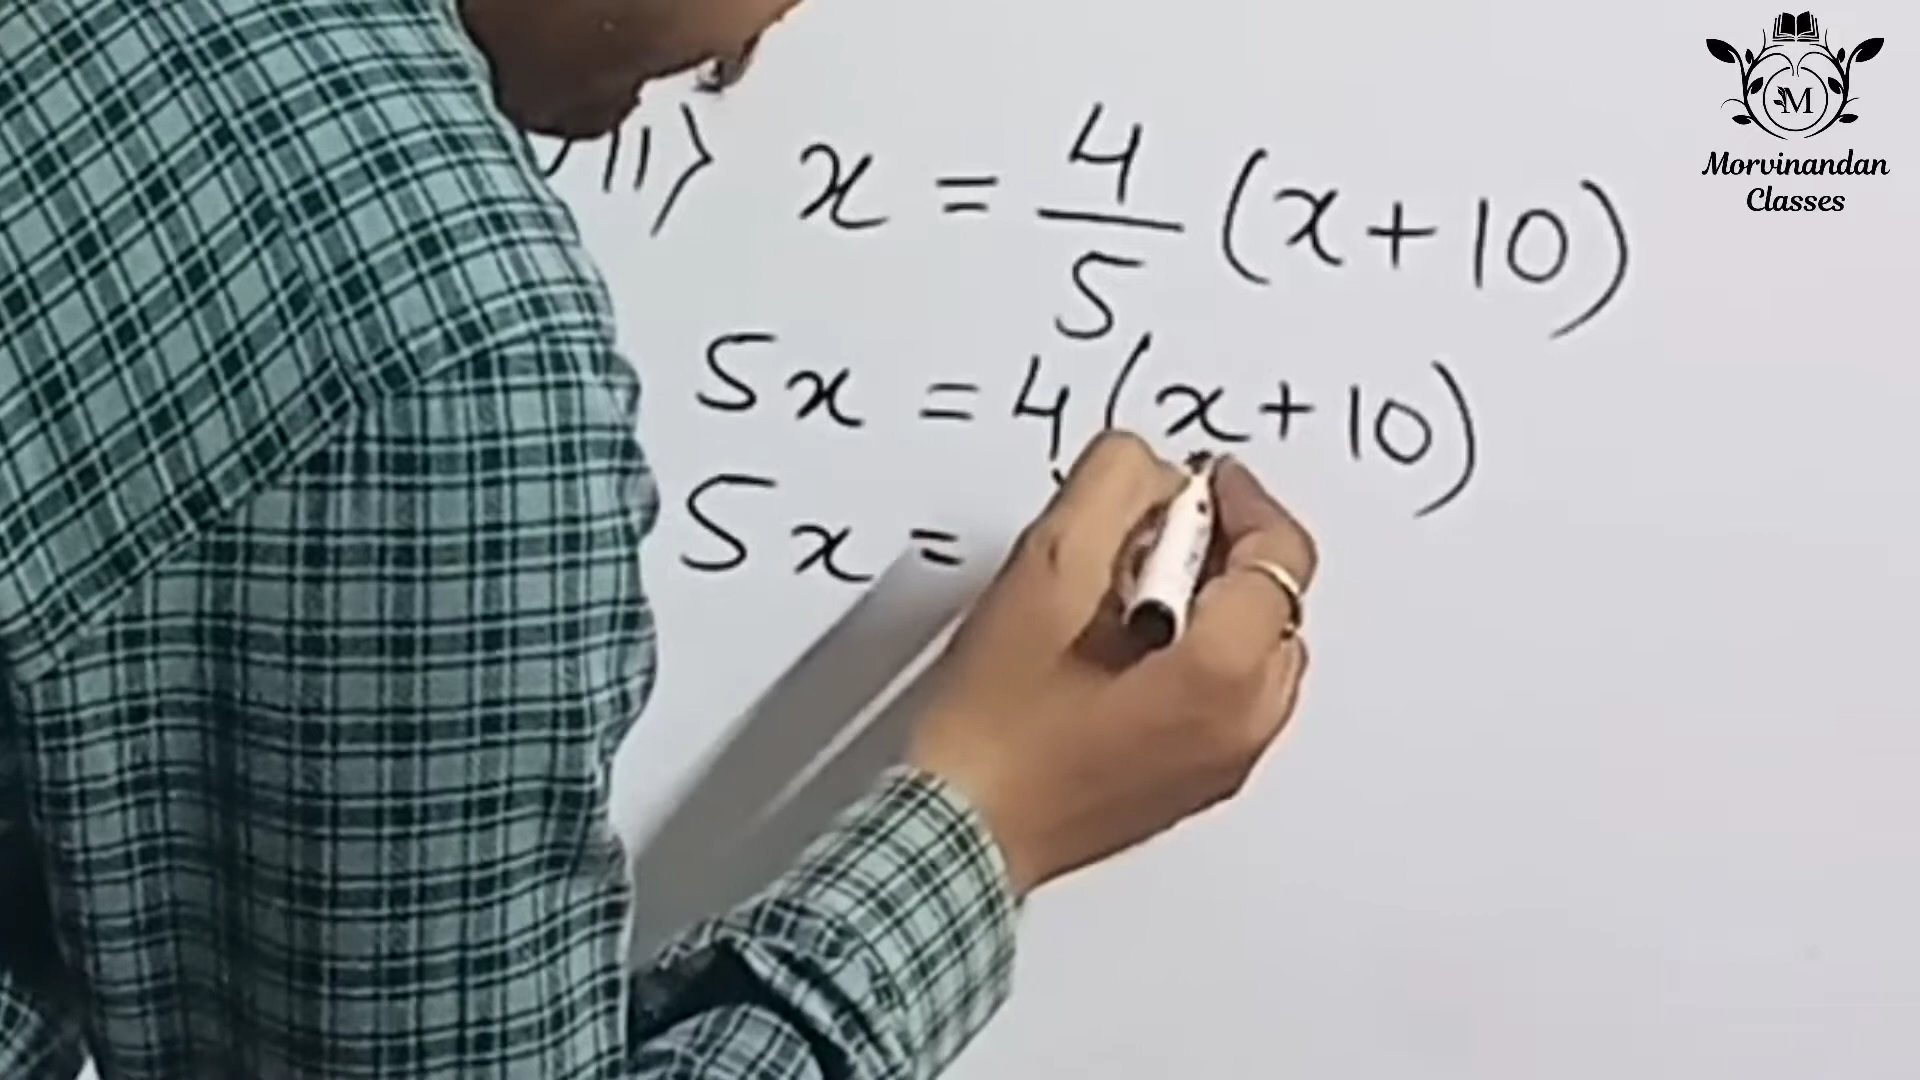 x = 4/5 (x+10)
5x = 4(x+10)
5x =
M
Morvinandan
Classes